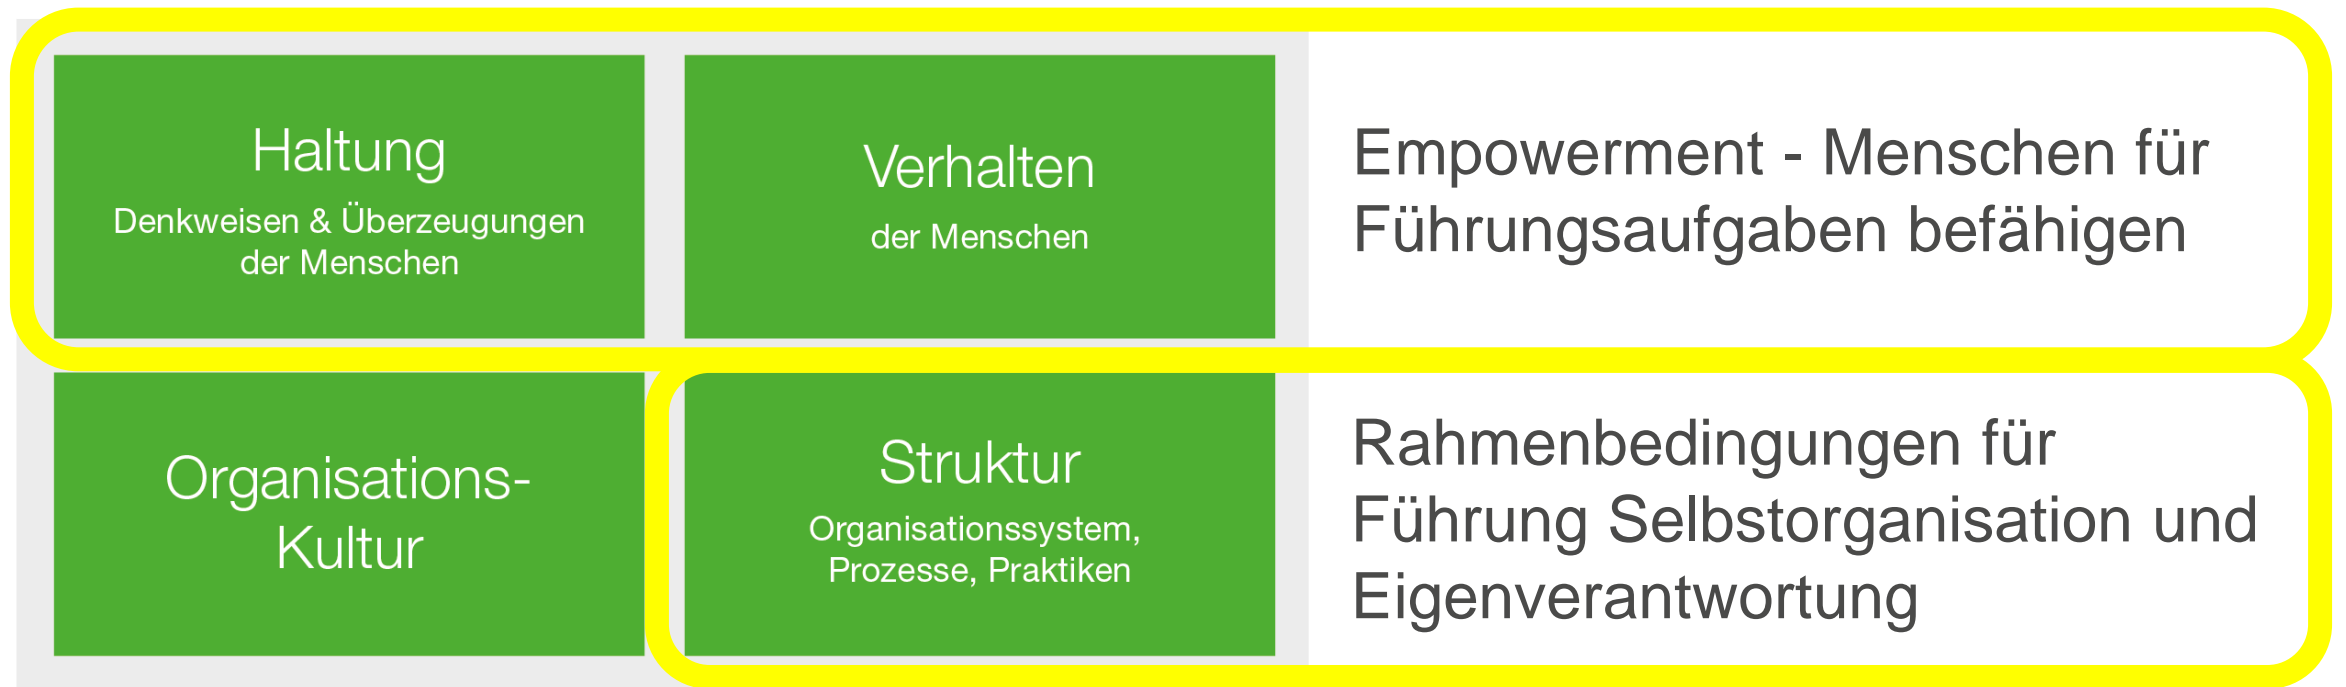 Haltung
Denkweisen & Überzeugungen
der Menschen
Verhalten
der Menschen
Empowerment - Menschen für
Führungsaufgaben befähigen
Organisations-
Kultur
Struktur
Organisationssystem,
Prozesse, Praktiken
Rahmenbedingungen für
Führung Selbstorganisation und
Eigenverantwortung